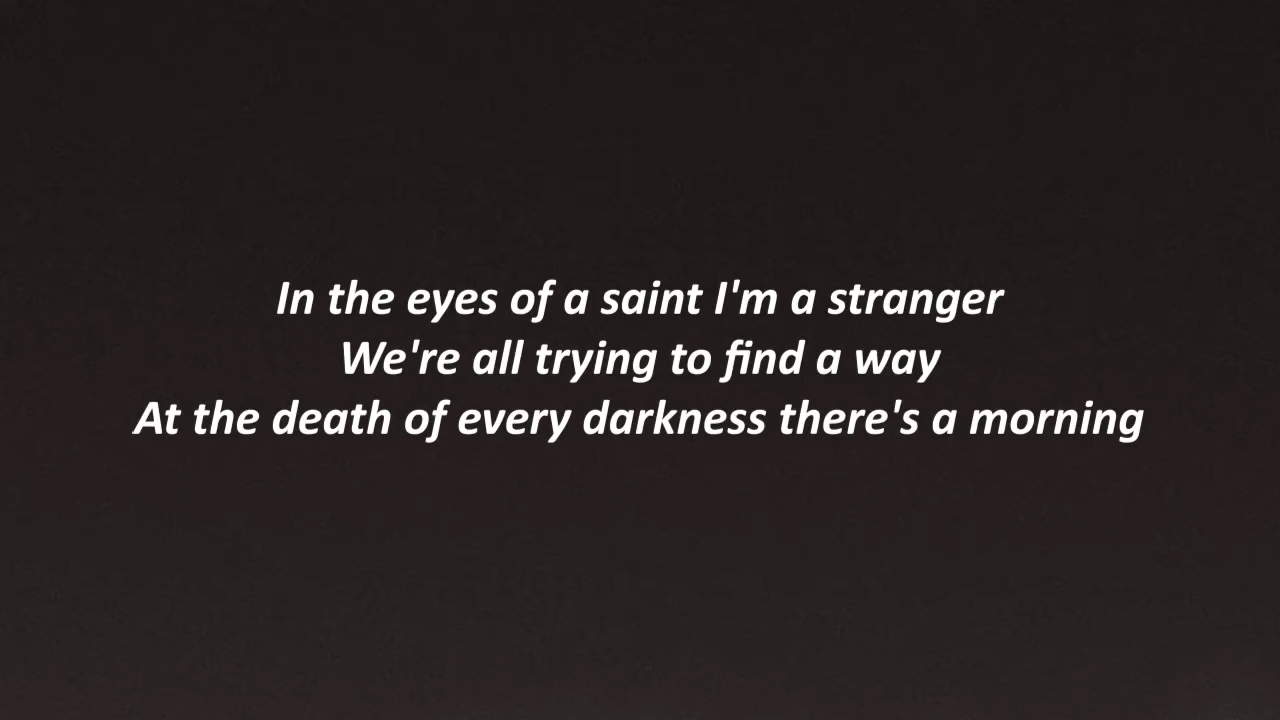 In the eyes of a saint I'm a stranger
We're all trying to find a way
At the death of every darkness there's a morning